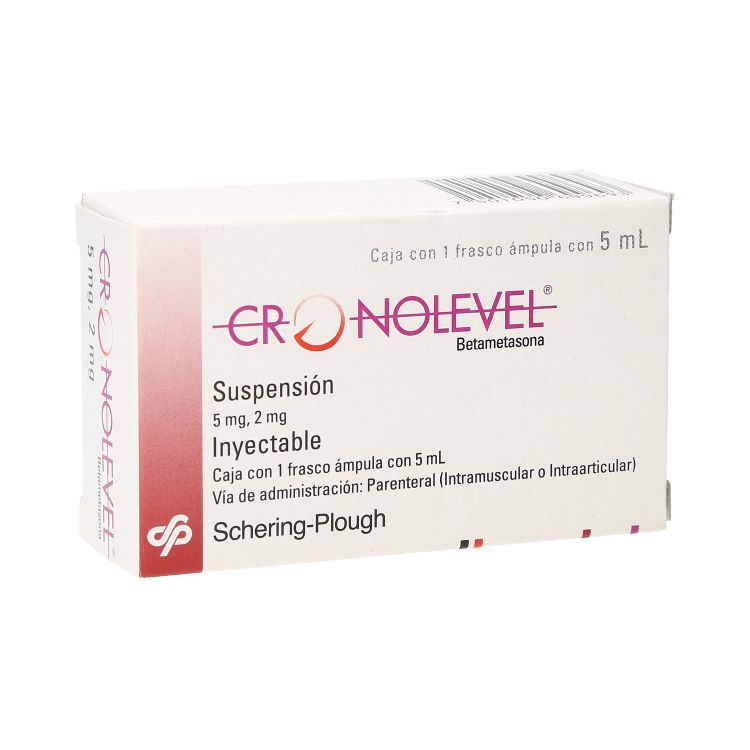 Caja con 1 frasco ámpula con 5 mL
CRONOLEVEL®
Betametasona
Suspensión
5 mg, 2 mg
Inyectable
Caja con 1 frasco ámpula con 5 mL
Vía de administración: Parenteral (Intramuscular o Intraarticular)
Schering-Plough
CRONOLEVEL®
Betametasona
5 mg, 2 mg